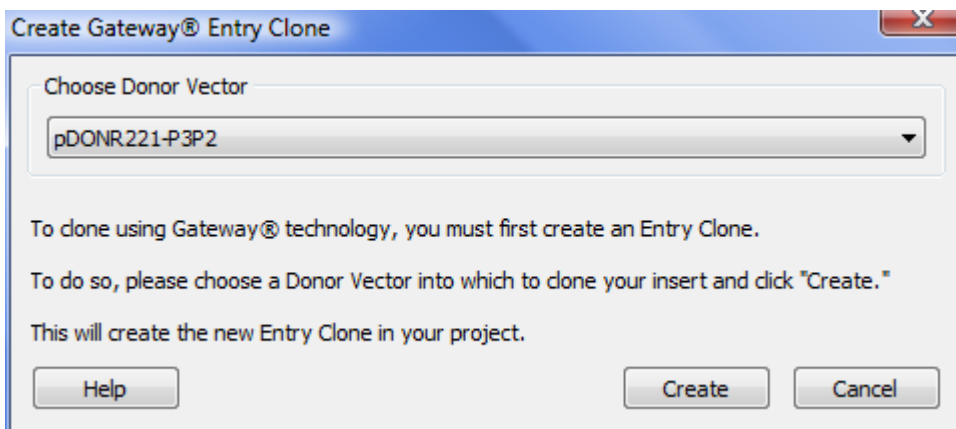 Create Gateway® Entry Clone
X
Choose Donor Vector
pDONR221-P3P2
To clone using Gateway® technology, you must first create an Entry Clone.
To do so, please choose a Donor Vector into which to clone your insert and click "Create."
This will create the new Entry Clone in your project.
Help Create Cancel